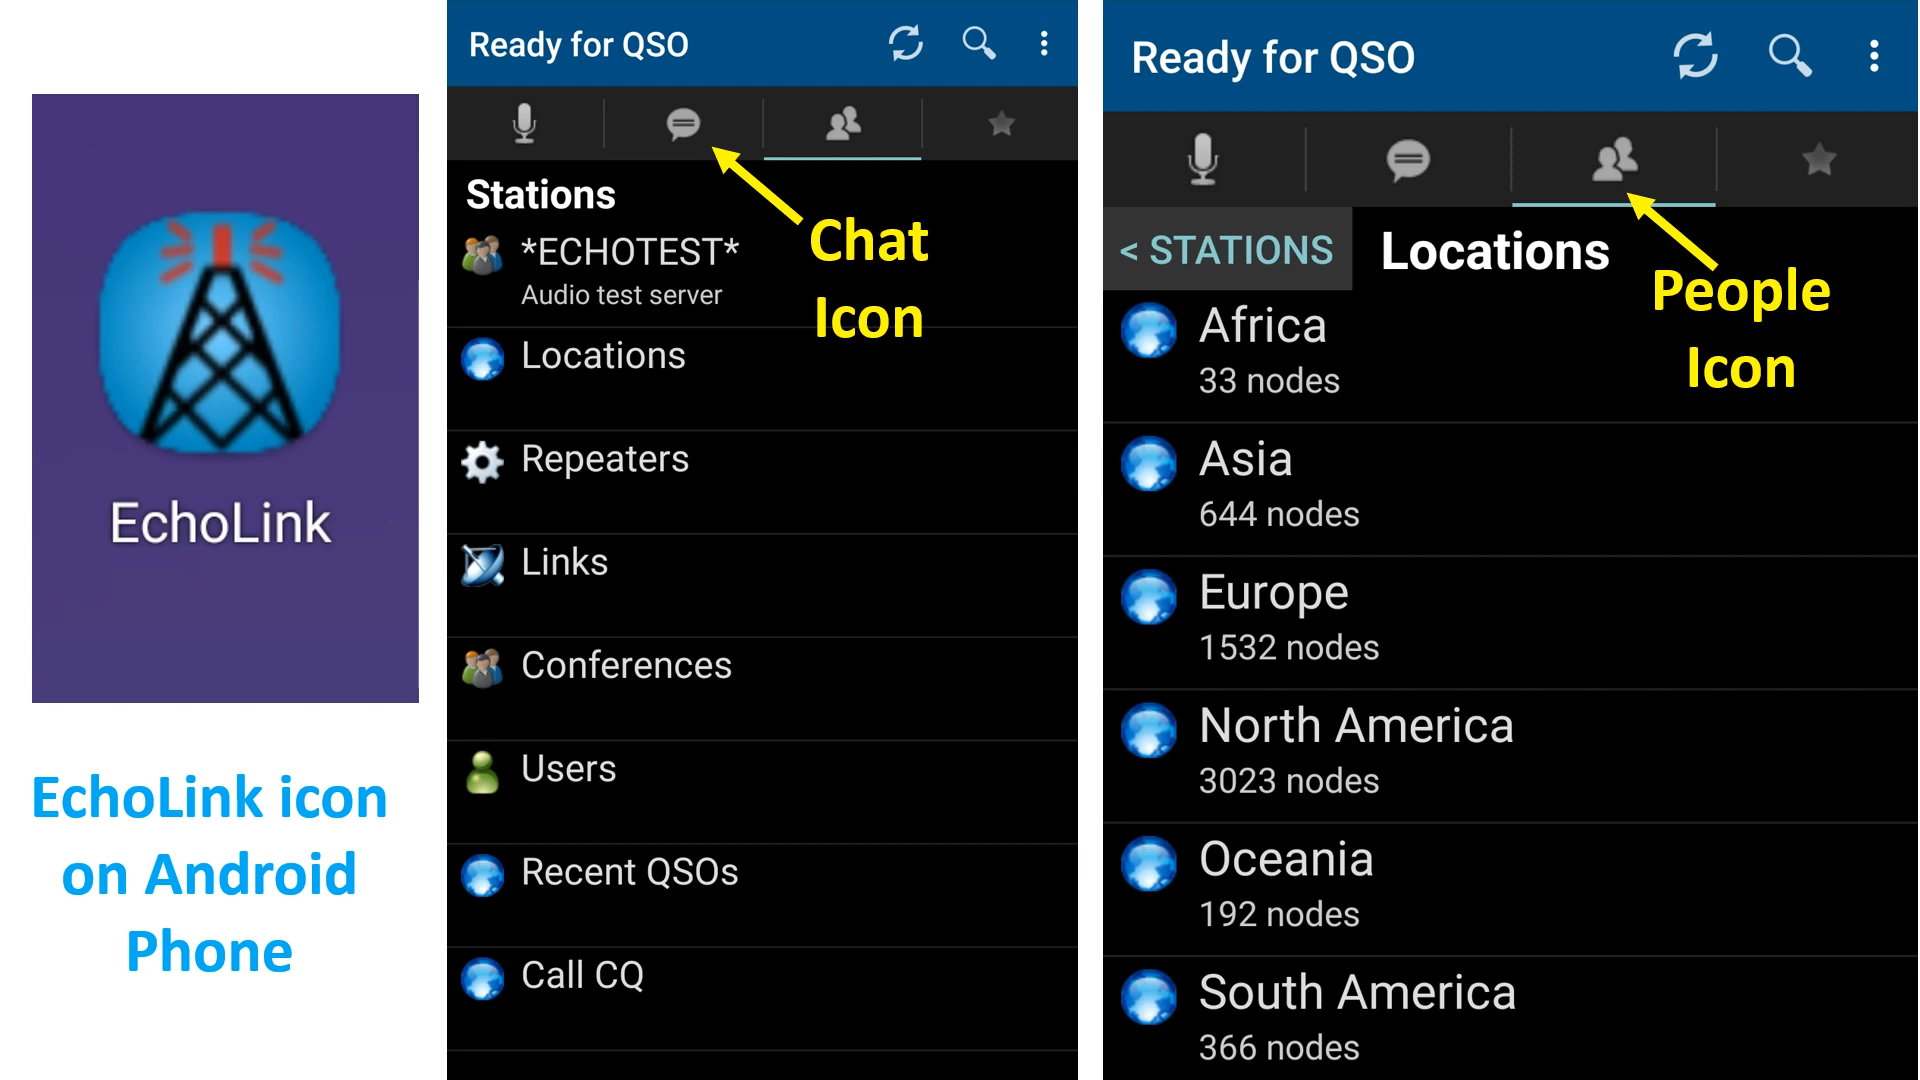 EchoLink
EchoLink icon
on Android
Phone
Ready for QSO
Stations
*ECHOTEST*
Audio test server
Locations
Repeaters
Links
Conferences
Users
Recent QSOs
Call CQ
Chat
Icon
Ready for QSO
< STATIONS
Locations
Africa
33 nodes
Asia
644 nodes
Europe
1532 nodes
North America
3023 nodes
Oceania
192 nodes
South America
366 nodes
People
Icon